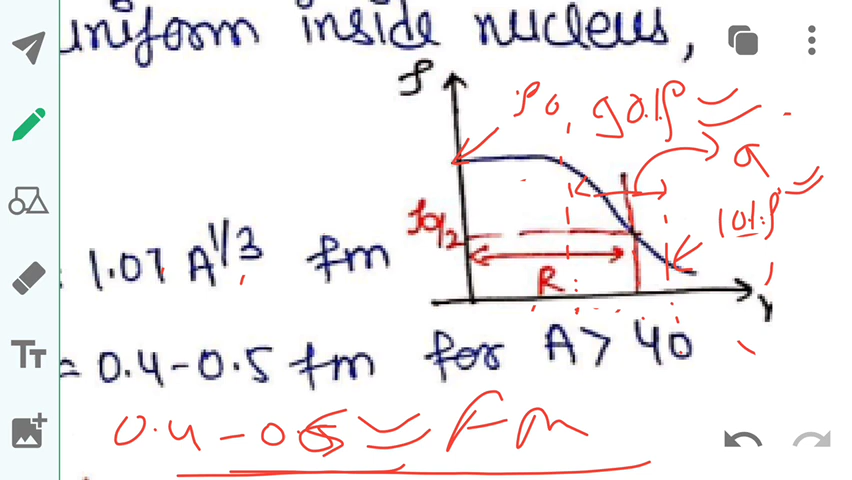 uniform inside nucleus,
ρ
ρ0, 90%ρ
a
ρ0/2
10%ρ
= 1.07 A^1/3 fm
R
r
= 0.4-0.5 fm for A > 40
0.4-0.5 = Fm
Tт